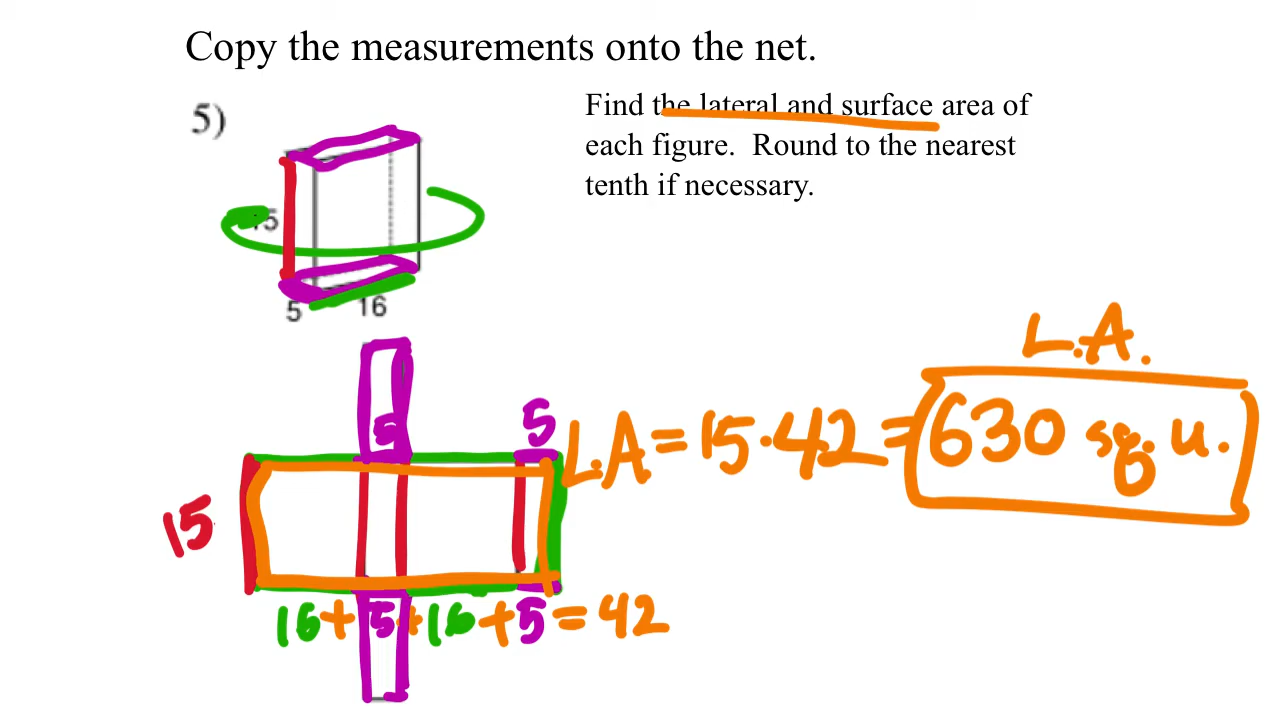 Copy the measurements onto the net.
5)
Find the lateral and surface area of
each figure. Round to the nearest
tenth if necessary.
15
5
16
L.A.
5
5
L.A = 15·42 = 630 sq. u.
15
16 + 5 + 16 + 5 = 42